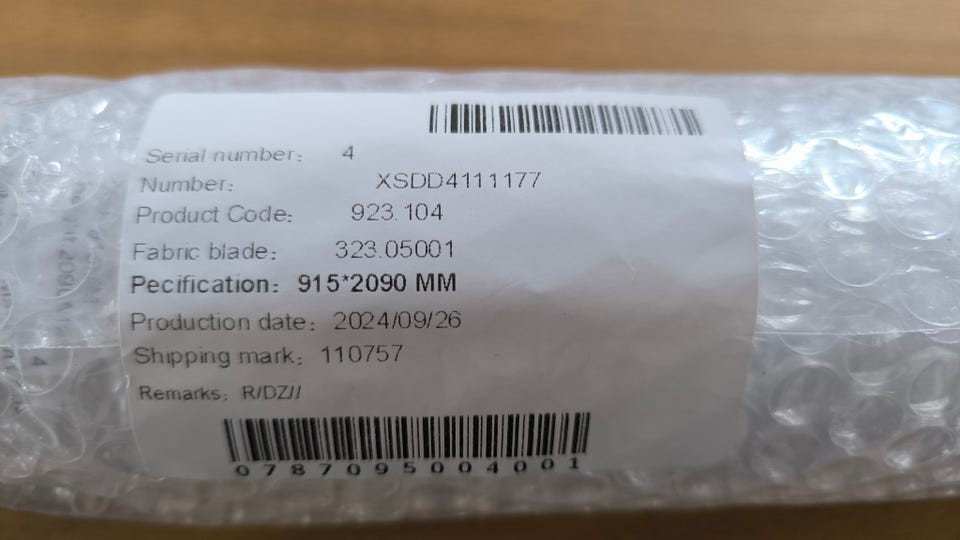 Serial number: 4
Number: XSDD4111177
Product Code: 923.104
Fabric blade: 323.05001
Pecification: 915*2090 MM
Production date: 2024/09/26
Shipping mark: 110757
Remarks: R/DZ//
0787095004001